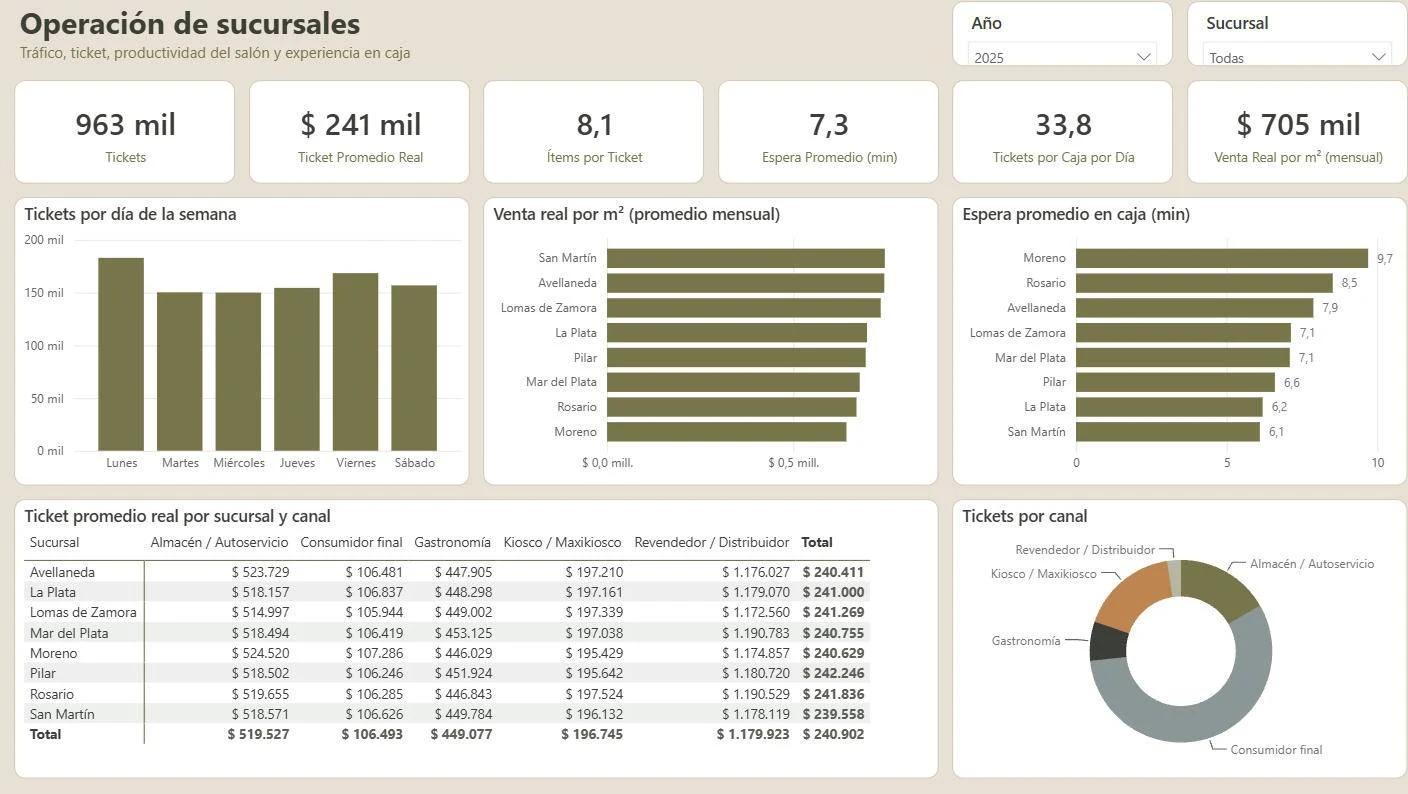 Operación de sucursales
Tráfico, ticket, productividad del salón y experiencia en caja
Año
2025
Sucursal
Todas
963 mil
Tickets
$ 241 mil
Ticket Promedio Real
8,1
Ítems por Ticket
7,3
Espera Promedio (min)
33,8
Tickets por Caja por Día
$ 705 mil
Venta Real por m² (mensual)
Tickets por día de la semana
200 mil
150 mil
100 mil
50 mil
0 mil
Lunes Martes Miércoles Jueves Viernes Sábado
Venta real por m² (promedio mensual)
San Martín
Avellaneda
Lomas de Zamora
La Plata
Pilar
Mar del Plata
Rosario
Moreno
$ 0,0 mill. $ 0,5 mill.
Espera promedio en caja (min)
Moreno 9,7
Rosario 8,5
Avellaneda 7,9
Lomas de Zamora 7,1
Mar del Plata 7,1
Pilar 6,6
La Plata 6,2
San Martín 6,1
0 5 10
Ticket promedio real por sucursal y canal
Sucursal Almacén / Autoservicio Consumidor final Gastronomía Kiosco / Maxikiosco Revendedor / Distribuidor Total
Avellaneda $ 523.729 $ 106.481 $ 447.905 $ 197.210 $ 1.176.027 $ 240.411
La Plata $ 518.157 $ 106.837 $ 448.298 $ 197.161 $ 1.179.070 $ 241.000
Lomas de Zamora $ 514.997 $ 105.944 $ 449.002 $ 197.339 $ 1.172.560 $ 241.269
Mar del Plata $ 518.494 $ 106.419 $ 453.125 $ 197.038 $ 1.190.783 $ 240.755
Moreno $ 524.520 $ 107.286 $ 446.029 $ 195.429 $ 1.174.857 $ 240.629
Pilar $ 518.502 $ 106.246 $ 451.924 $ 195.642 $ 1.180.720 $ 242.246
Rosario $ 519.655 $ 106.285 $ 446.843 $ 197.524 $ 1.190.529 $ 241.836
San Martín $ 518.571 $ 106.626 $ 449.784 $ 196.132 $ 1.178.119 $ 239.558
Total $ 519.527 $ 106.493 $ 449.077 $ 196.745 $ 1.179.923 $ 240.902
Tickets por canal
Revendedor / Distribuidor
Almacén / Autoservicio
Kiosco / Maxikiosco
Gastronomía
Consumidor final